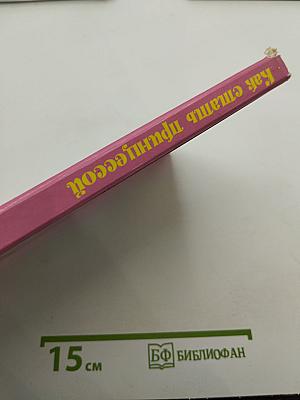 Как стать принцессой
15 см
БФ БИБЛИОФАН